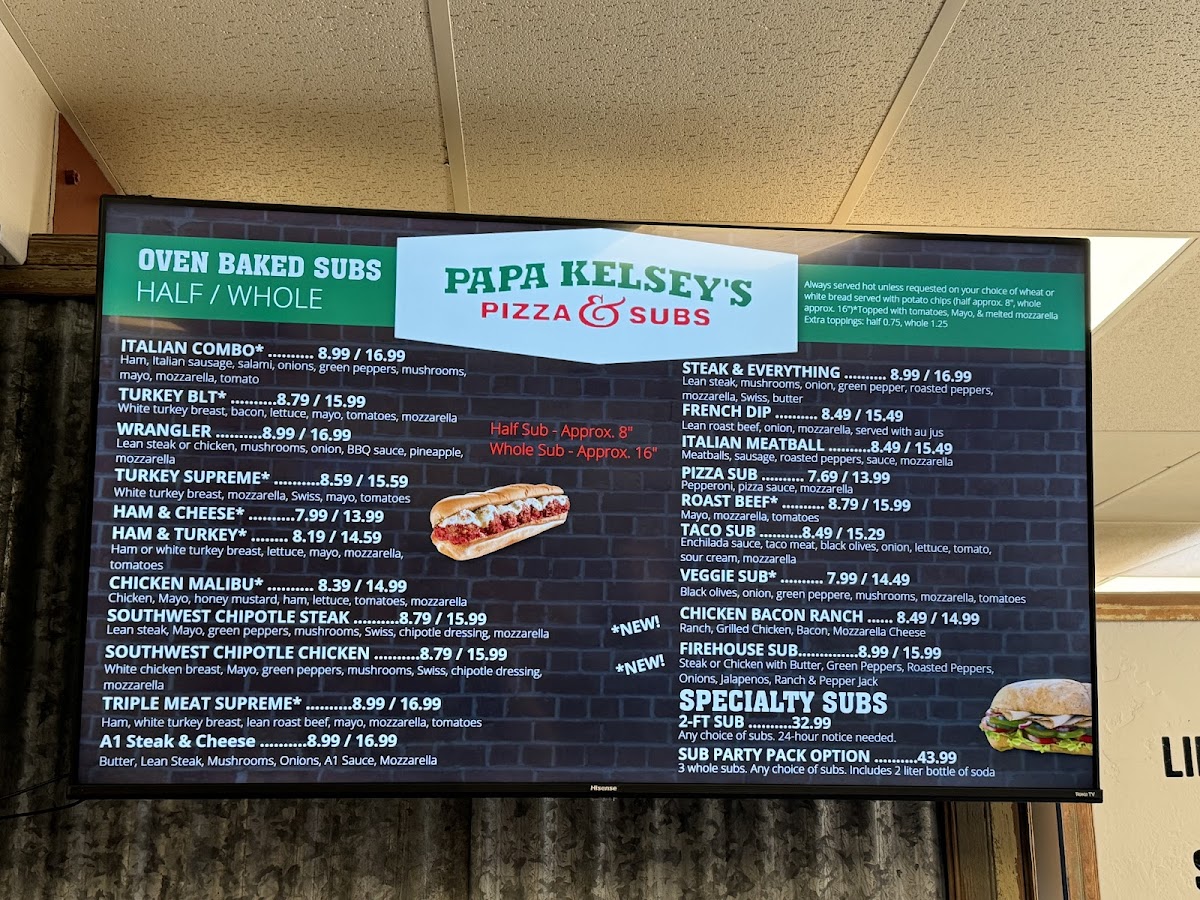 OVEN BAKED SUBS
HALF / WHOLE
PAPA KELSEY'S
PIZZA & SUBS
Always served hot unless requested on your choice of wheat or
white bread served with potato chips (half approx. 8", whole
approx. 16")*Topped with tomatoes, Mayo, & melted mozzarella
Extra toppings: half 0.75, whole 1.25
ITALIAN COMBO* .......... 8.99 / 16.99
Ham, Italian sausage, salami, onions, green peppers, mushrooms,
mayo, mozzarella, tomato
TURKEY BLT* ..........8.79 / 15.99
White turkey breast, bacon, lettuce, mayo, tomatoes, mozzarella
WRANGLER ..........8.99 / 16.99
Lean steak or chicken, mushrooms, onion, BBQ sauce, pineapple,
mozzarella
TURKEY SUPREME* ..........8.59 / 15.59
White turkey breast, mozzarella, Swiss, mayo, tomatoes
HAM & CHEESE* ..........7.99 / 13.99
HAM & TURKEY* ........ 8.19 / 14.59
Ham or white turkey breast, lettuce, mayo, mozzarella,
tomatoes
CHICKEN MALIBU* .......... 8.39 / 14.99
Chicken, Mayo, honey mustard, ham, lettuce, tomatoes, mozzarella
SOUTHWEST CHIPOTLE STEAK ..........8.79 / 15.99
Lean steak, Mayo, green peppers, mushrooms, Swiss, chipotle dressing, mozzarella
*NEW!
SOUTHWEST CHIPOTLE CHICKEN ..........8.79 / 15.99
White chicken breast, Mayo, green peppers, mushrooms, Swiss, chipotle dressing,
mozzarella
*NEW!
TRIPLE MEAT SUPREME* ..........8.99 / 16.99
Ham, white turkey breast, lean roast beef, mayo, mozzarella, tomatoes
A1 Steak & Cheese ..........8.99 / 16.99
Butter, Lean Steak, Mushrooms, Onions, A1 Sauce, Mozzarella
Half Sub - Approx. 8"
Whole Sub - Approx. 16"
STEAK & EVERYTHING .......... 8.99 / 16.99
Lean steak, mushrooms, onion, green pepper, roasted peppers,
mozzarella, Swiss, butter
FRENCH DIP .......... 8.49 / 15.49
Lean roast beef, onion, mozzarella, served with au jus
ITALIAN MEATBALL ..........8.49 / 15.49
Meatballs, sausage, roasted peppers, sauce, mozzarella
PIZZA SUB .......... 7.69 / 13.99
Pepperoni, pizza sauce, mozzarella
ROAST BEEF* .......... 8.79 / 15.99
Mayo, mozzarella, tomatoes
TACO SUB ..........8.49 / 15.29
Enchilada sauce, taco meat, black olives, onion, lettuce, tomato,
sour cream, mozzarella
VEGGIE SUB* .......... 7.99 / 14.49
Black olives, onion, green peppere, mushrooms, mozzarella, tomatoes
CHICKEN BACON RANCH ...... 8.49 / 14.99
Ranch, Grilled Chicken, Bacon, Mozzarella Cheese
FIREHOUSE SUB..............8.99 / 15.99
Steak or Chicken with Butter, Green Peppers, Roasted Peppers,
Onions, Jalapenos, Ranch & Pepper Jack
SPECIALTY SUBS
2-FT SUB ..........32.99
Any choice of subs. 24-hour notice needed.
SUB PARTY PACK OPTION ..........43.99
3 whole subs. Any choice of subs. Includes 2 liter bottle of soda
Hisense
Roku TV